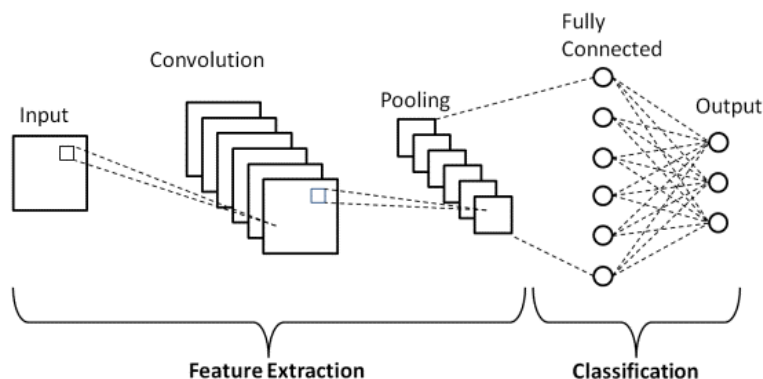 Input
Convolution
Pooling
Fully
Connected
Output
Feature Extraction
Classification